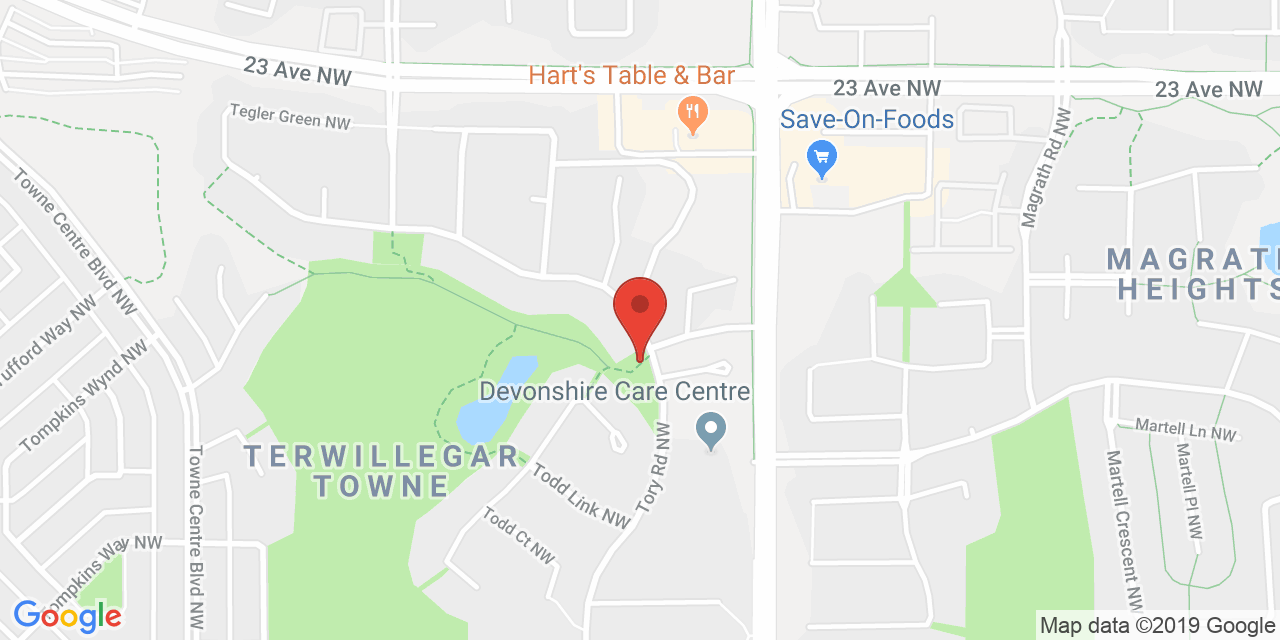 23 Ave NW
Hart's Table & Bar
23 Ave NW
23 Ave NW
Tegler Green NW
Save-On-Foods
Magrath Rd NW
Towne Centre Blvd NW
MAGRATH
HEIGHTS
Tufford Way NW
Tompkins Wynd NW
Devonshire Care Centre
TERWILLEGAR
TOWNE
Towne Centre Blvd NW
Todd Link NW
Tory Rd NW
Todd Ct NW
Martell Ln NW
Martell Pl NW
Martell Crescent NW
Tompkins Way NW
Google
Map data ©2019 Google